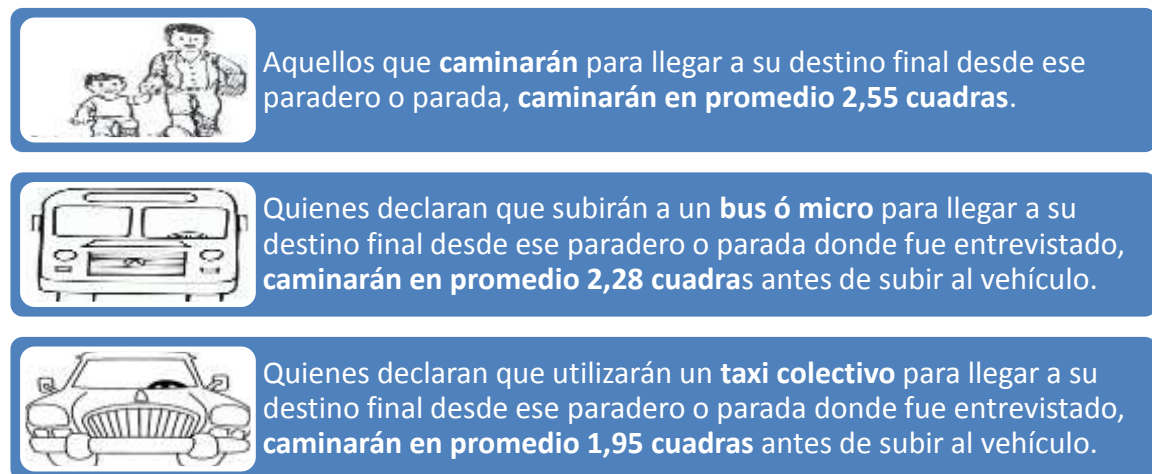 Aquellos que caminarán para llegar a su destino final desde ese
paradero o parada, caminarán en promedio 2,55 cuadras.
Quienes declaran que subirán a un bus ó micro para llegar a su
destino final desde ese paradero o parada donde fue entrevistado,
caminarán en promedio 2,28 cuadras antes de subir al vehículo.
Quienes declaran que utilizarán un taxi colectivo para llegar a su
destino final desde ese paradero o parada donde fue entrevistado,
caminarán en promedio 1,95 cuadras antes de subir al vehículo.